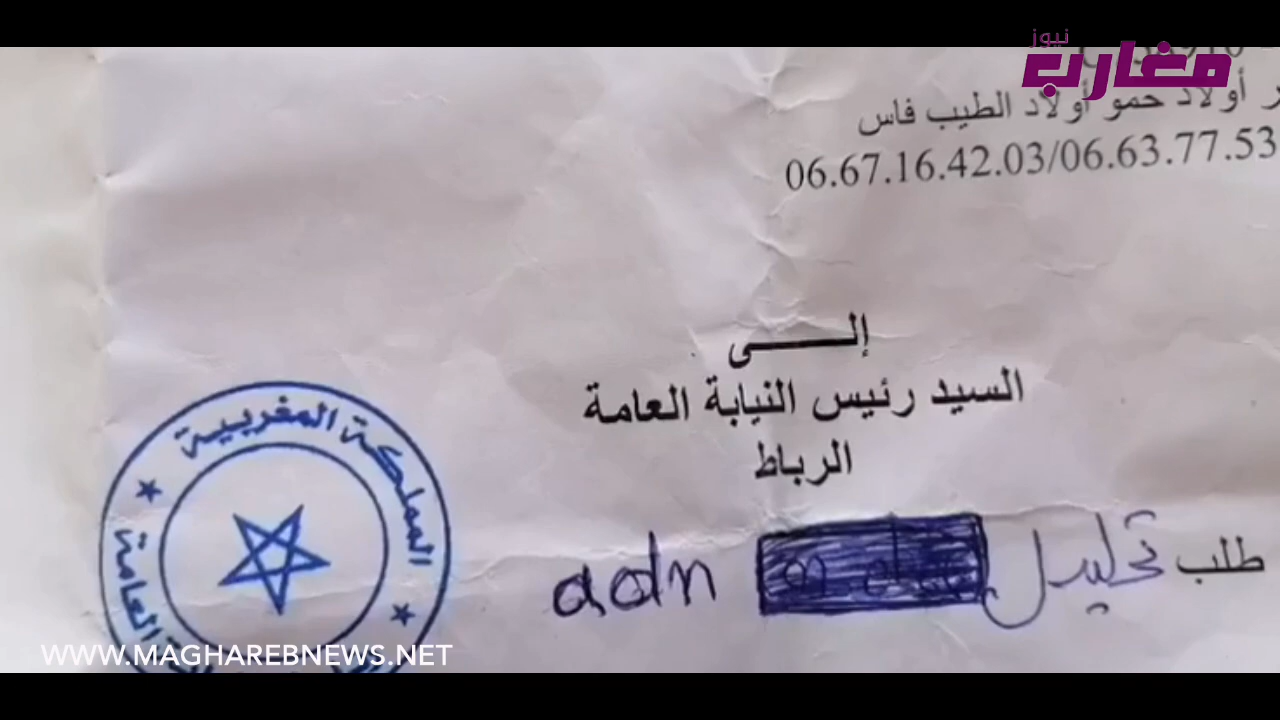 نيوز
مغارب
أولاد حمو أولاد الطيب فاس
06.67.16.42.03/06.63.77.53
إلــــــى
السيد رئيس النيابة العامة
الرباط
طلب تحليل adn
المملكة المغربية
العامة
WWW.MAGHAREBNEWS.NET